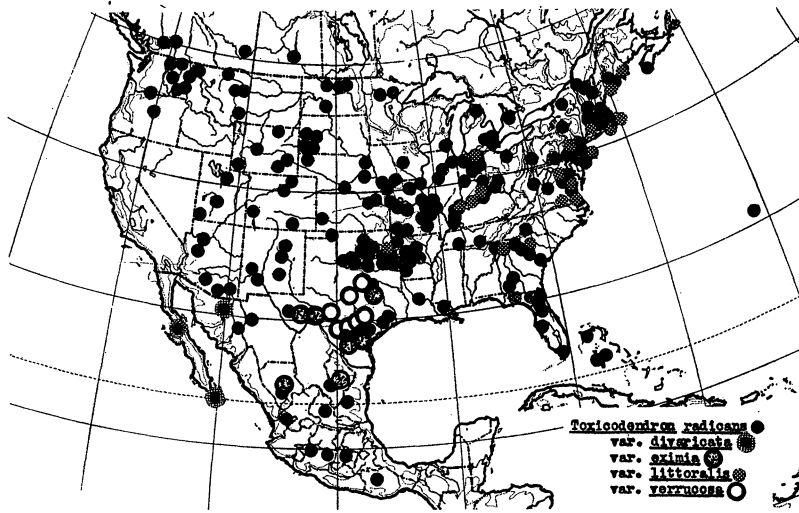 Toxicodendron radicans
var. divaricata
var. eximia
var. littoralis
var. verrucosa